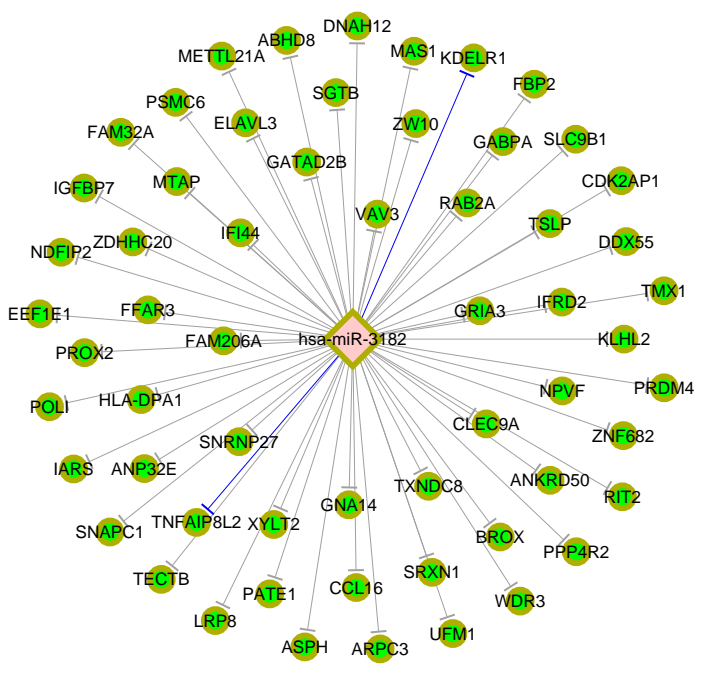 DNAH12
ABHD8
MAS1
METTL21A
KDELR1
FBP2
SGTB
PSMC6
ELAVL3
ZW10
FAM32A
GABPA
SLC9B1
GATAD2B
MTAP
CDK2AP1
IGFBP7
RAB2A
VAV3
TSLP
IFI44
ZDHHC20
DDX55
NDFIP2
TMX1
IFRD2
FFAR3
GRIA3
EEF1E1
hsa-miR-3182
KLHL2
FAM206A
PROX2
PRDM4
NPVF
HLA-DPA1
POLI
CLEC9A
ZNF682
SNRNP27
IARS
ANP32E
ANKRD50
TXNDC8
RIT2
GNA14
TNFAIP8L2
XYLT2
SNAPC1
BROX
PPP4R2
SRXN1
TECTB
CCL16
PATE1
WDR3
LRP8
UFM1
ASPH
ARPC3